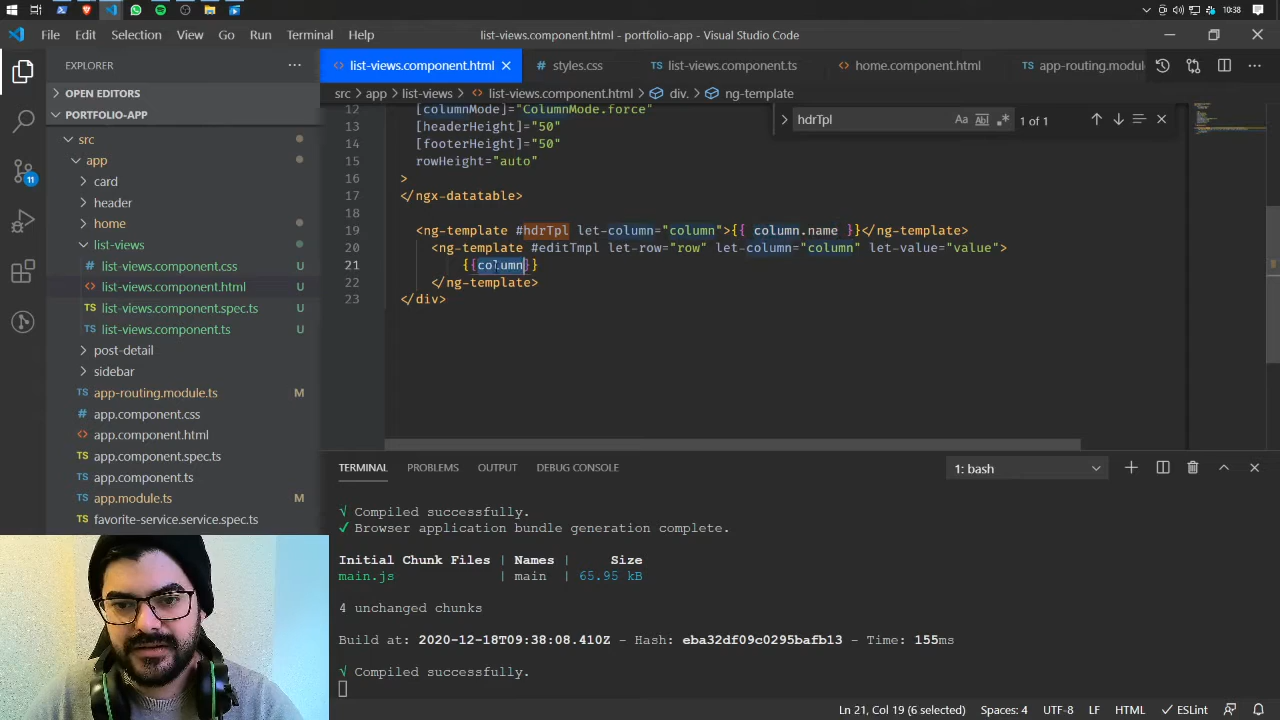 File Edit Selection View Go Run Terminal Help list-views.component.html - portfolio-app - Visual Studio Code 10:38
EXPLORER ··· list-views.component.html styles.css list-views.component.ts home.component.html app-routing.module
OPEN EDITORS src > app > list-views > list-views.component.html > div. > ng-template
PORTFOLIO-APP
hdrTpl Aa Abl .* 1 of 1
src
app
card
header
home
list-views
list-views.component.css
list-views.component.html U
list-views.component.spec.ts U
list-views.component.ts U
post-detail
sidebar
app-routing.module.ts M
app.component.css
app.component.html
app.component.spec.ts
app.component.ts
app.module.ts M
favorite-service.service.spec.ts
11
12 [columnMode]="ColumnMode.force"
13 [headerHeight]="50"
14 [footerHeight]="50"
15 rowHeight="auto"
16 >
17 </ngx-datatable>
18
19 <ng-template #hdrTpl let-column="column">{{ column.name }}</ng-template>
20 <ng-template #editTmpl let-row="row" let-column="column" let-value="value">
21 {{column}}
22 </ng-template>
23 </div>
TERMINAL PROBLEMS OUTPUT DEBUG CONSOLE 1: bash
√ Compiled successfully.
✓ Browser application bundle generation complete.
Initial Chunk Files | Names | Size
main.js | main | 65.95 kB
4 unchanged chunks
Build at: 2020-12-18T09:38:08.410Z - Hash: eba32df09c0295bafb13 - Time: 155ms
√ Compiled successfully.
Ln 21, Col 19 (6 selected) Spaces: 4 UTF-8 LF HTML ESLint